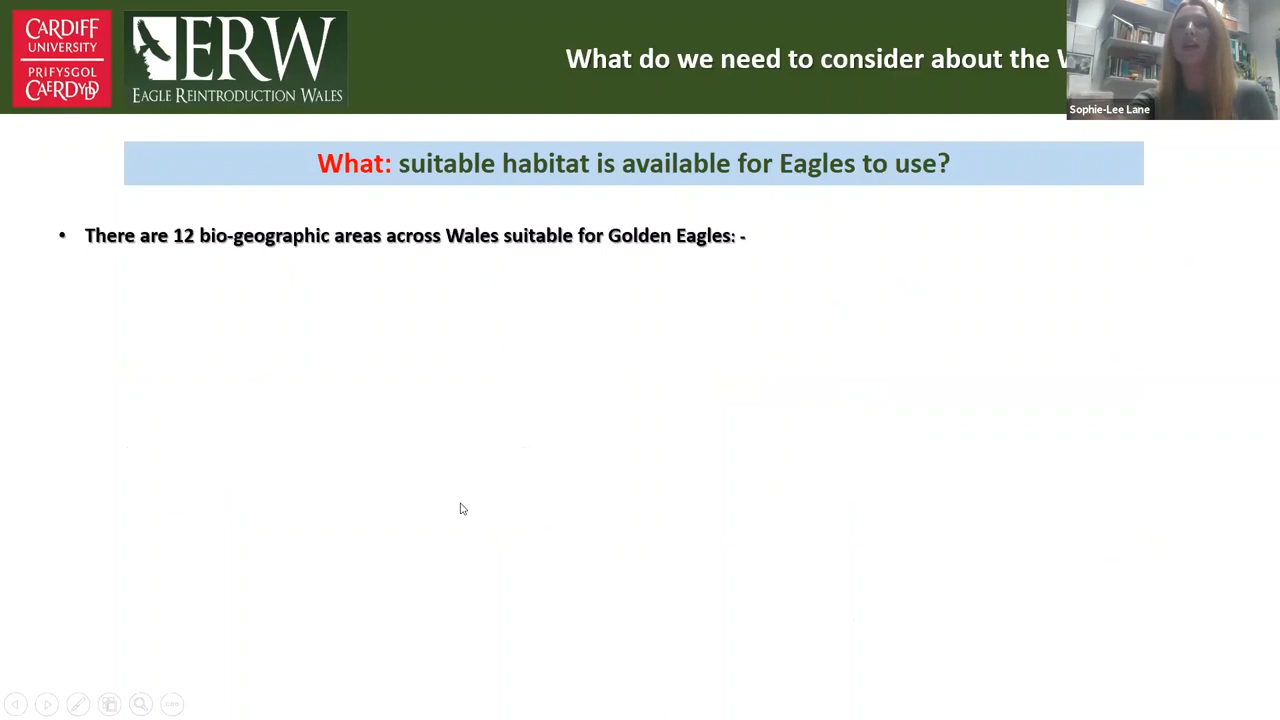 CARDIFF
UNIVERSITY
PRIFYSGOL
CAERDYDD
ERW
EAGLE REINTRODUCTION WALES
What do we need to consider about the
Sophie-Lee Lane
What: suitable habitat is available for Eagles to use?
• There are 12 bio-geographic areas across Wales suitable for Golden Eagles: -